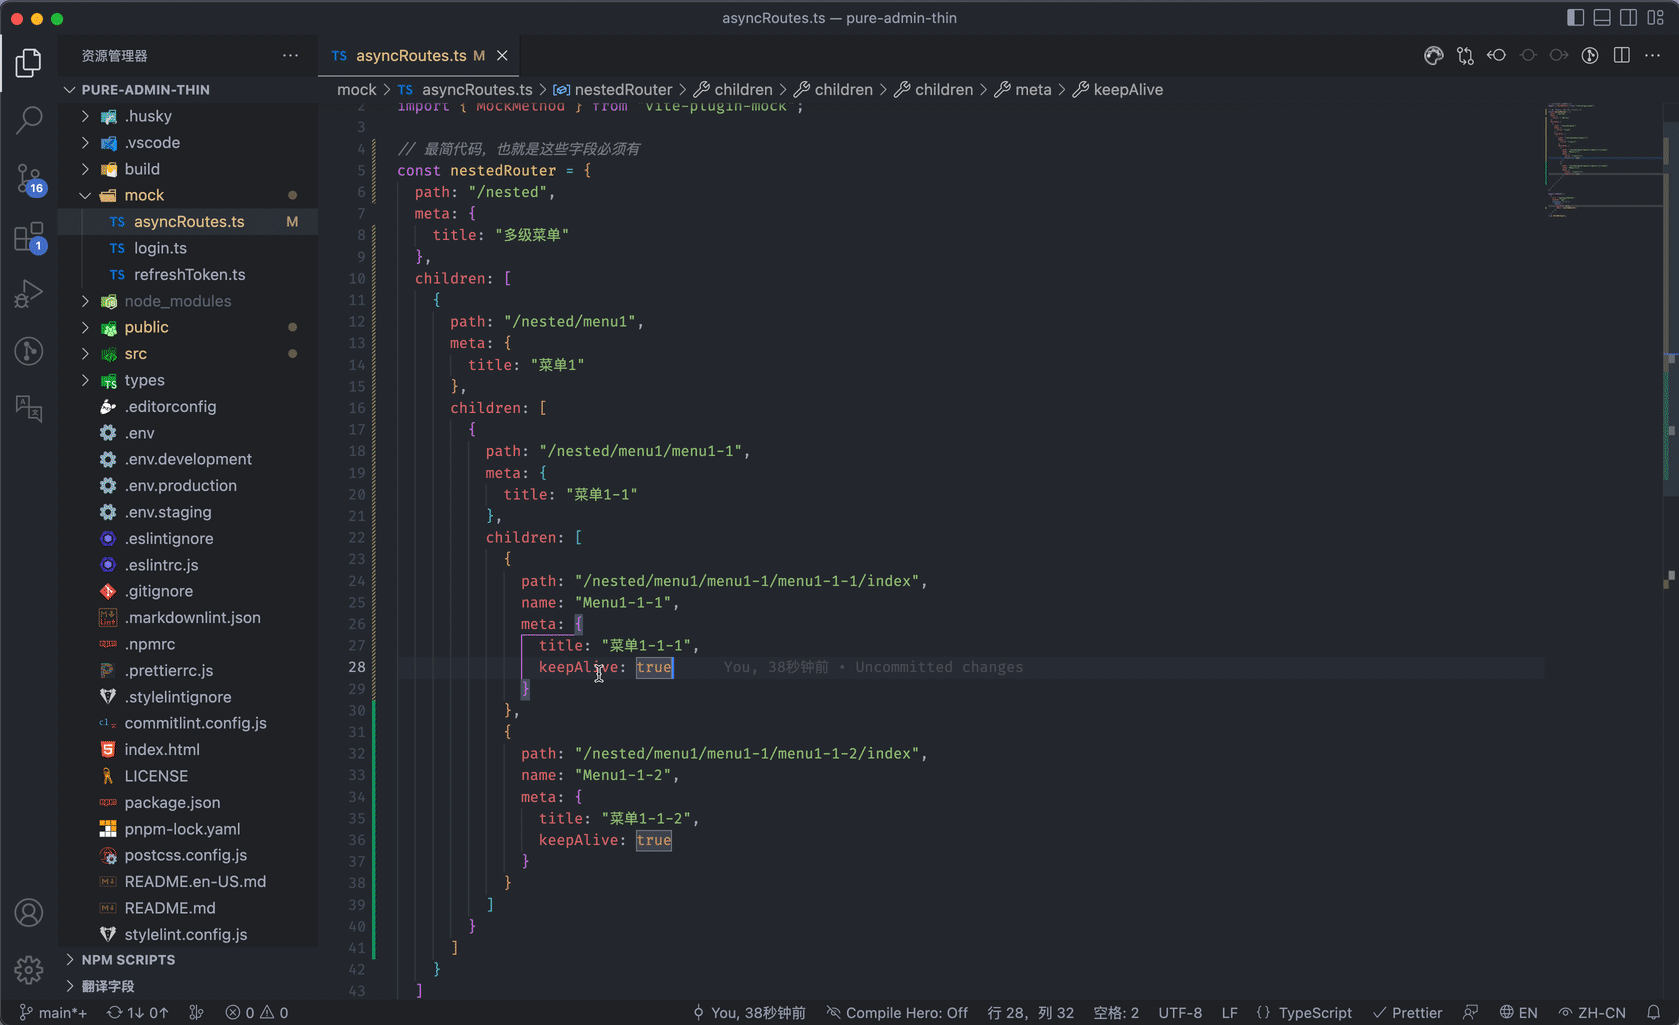 asyncRoutes.ts — pure-admin-thin
资源管理器
TS asyncRoutes.ts M
PURE-ADMIN-THIN
mock > TS asyncRoutes.ts > nestedRouter > children > children > children > meta > keepAlive
.husky
.vscode
build
mock
TS asyncRoutes.ts M
TS login.ts
TS refreshToken.ts
node_modules
public
src
types
.editorconfig
.env
.env.development
.env.production
.env.staging
.eslintignore
.eslintrc.js
.gitignore
.markdownlint.json
.npmrc
.prettierrc.js
.stylelintignore
commitlint.config.js
index.html
LICENSE
package.json
pnpm-lock.yaml
postcss.config.js
README.en-US.md
README.md
stylelint.config.js
NPM SCRIPTS
翻译字段
16
1
2 import { MockMethod } from "vite-plugin-mock";
3
4 // 最简代码，也就是这些字段必须有
5 const nestedRouter = {
6 path: "/nested",
7 meta: {
8 title: "多级菜单"
9 },
10 children: [
11 {
12 path: "/nested/menu1",
13 meta: {
14 title: "菜单1"
15 },
16 children: [
17 {
18 path: "/nested/menu1/menu1-1",
19 meta: {
20 title: "菜单1-1"
21 },
22 children: [
23 {
24 path: "/nested/menu1/menu1-1/menu1-1-1/index",
25 name: "Menu1-1-1",
26 meta: {
27 title: "菜单1-1-1",
28 keepAlive: true You, 38秒钟前 • Uncommitted changes
29 }
30 },
31 {
32 path: "/nested/menu1/menu1-1/menu1-1-2/index",
33 name: "Menu1-1-2",
34 meta: {
35 title: "菜单1-1-2",
36 keepAlive: true
37 }
38 }
39 ]
40 }
41 ]
42 }
43 ]
main*+ 1↓ 0↑ 0 0 You, 38秒钟前 Compile Hero: Off 行 28, 列 32 空格: 2 UTF-8 LF {} TypeScript ✓ Prettier EN ZH-CN